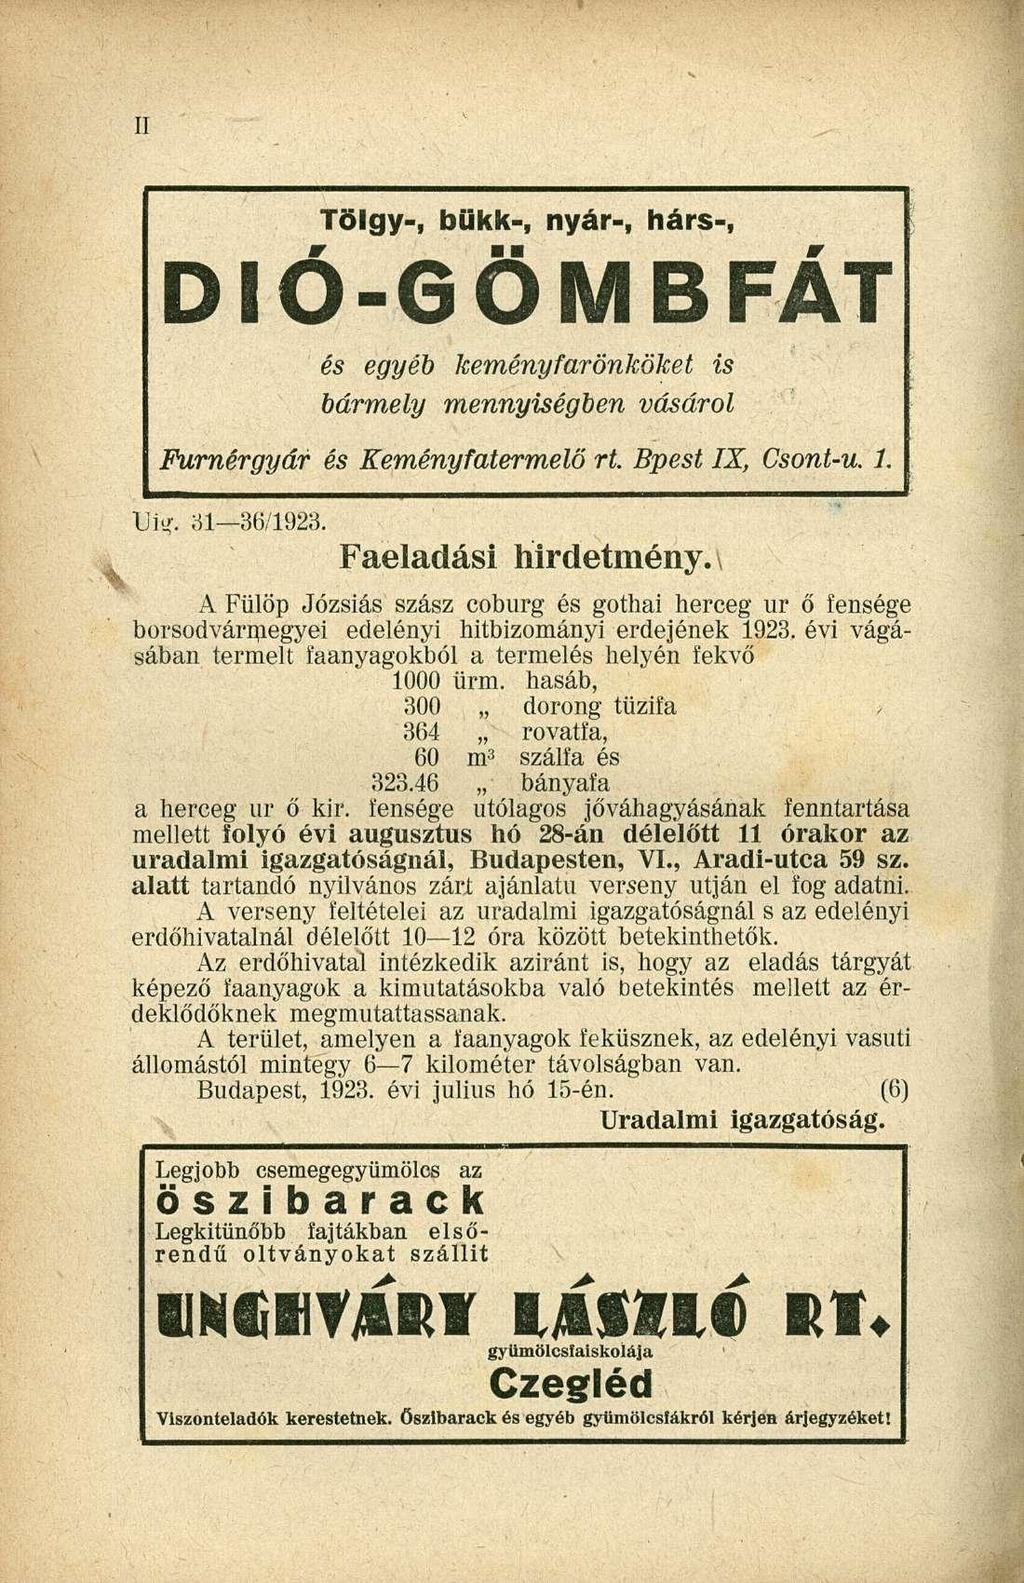 II
Tölgy-, bükk-, nyár-, hárs-,
DIÓ-GÖMBFÁT
és egyéb keményfarönköket is
bármely mennyiségben vásárol
Furnérgyár és Keményfatermelő rt. Bpest IX, Csont-u. 1.
Uig. 31—36/1923.
Faeladási hirdetmény.
A Fülöp Józsiás szász coburg és gothai herceg ur ő fensége
borsodvármegyei edelényi hitbizományi erdejének 1923. évi vágá-
sában termelt faanyagokból a termelés helyén fekvő
1000 ürm. hasáb,
300 „ dorong tüzifa
364 „ rovatfa,
60 m³ szálfa és
323.46 „ bányafa
a herceg ur ő kir. fensége utólagos jóváhagyásának fenntartása
mellett folyó évi augusztus hó 28-án délelőtt 11 órakor az
uradalmi igazgatóságnál, Budapesten, VI., Aradi-utca 59 sz.
alatt tartandó nyilvános zárt ajánlatu verseny utján el fog adatni.
A verseny feltételei az uradalmi igazgatóságnál s az edelényi
erdőhivatalnál délelőtt 10—12 óra között betekinthetők.
Az erdőhivatal intézkedik aziránt is, hogy az eladás tárgyát
képező faanyagok a kimutatásokba való betekintés mellett az ér-
deklődőknek megmutattassanak.
A terület, amelyen a faanyagok feküsznek, az edelényi vasuti
állomástól mintegy 6—7 kilométer távolságban van.
Budapest, 1923. évi julius hó 15-én. (6)
Uradalmi igazgatóság.
Legjobb csemegegyümölcs az
öszibarack
Legkitünőbb fajtákban első-
rendű oltványokat szállit
UNGHVÁRY LÁSZLÓ RT.
gyümölcsfaiskolája
Czegléd
Viszonteladók kerestetnek. Őszibarack és egyéb gyümölcsfákról kérjen árjegyzéket!